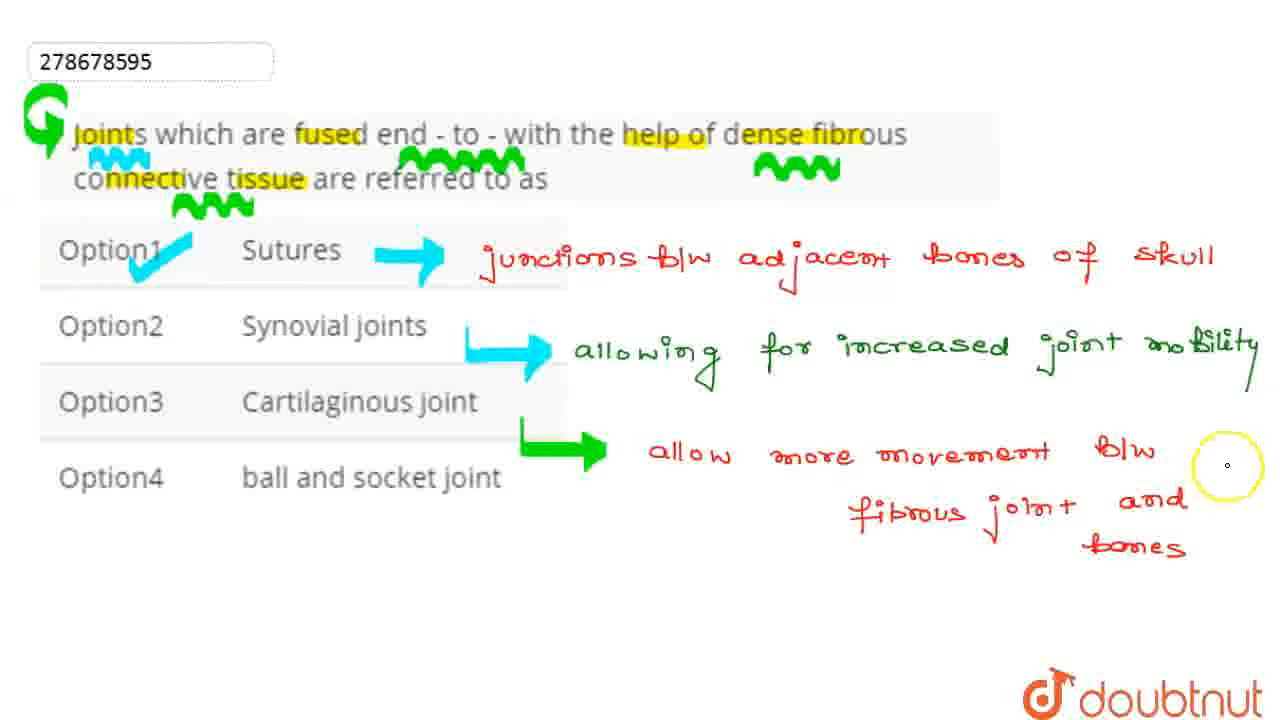 278678595
Joints which are fused end - to - with the help of dense fibrous
connective tissue are referred to as
Option1 Sutures
junctions b/w adjacent bones of skull
Option2 Synovial joints
allowing for increased joint mobility
Option3 Cartilaginous joint
allow more movement b/w
fibrous joint and
bones
Option4 ball and socket joint
doubtnut